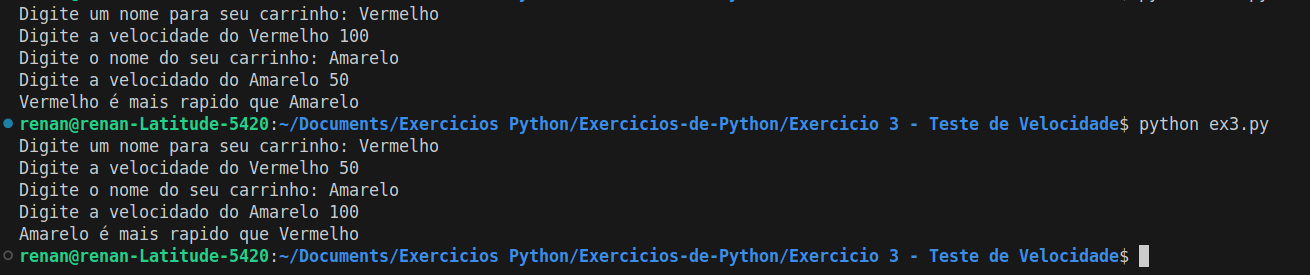 Digite um nome para seu carrinho: Vermelho
Digite a velocidade do Vermelho 100
Digite o nome do seu carrinho: Amarelo
Digite a velocidado do Amarelo 50
Vermelho é mais rapido que Amarelo
renan@renan-Latitude-5420:~/Documents/Exercicios Python/Exercicios-de-Python/Exercicio 3 - Teste de Velocidade$ python ex3.py
Digite um nome para seu carrinho: Vermelho
Digite a velocidade do Vermelho 50
Digite o nome do seu carrinho: Amarelo
Digite a velocidado do Amarelo 100
Amarelo é mais rapido que Vermelho
renan@renan-Latitude-5420:~/Documents/Exercicios Python/Exercicios-de-Python/Exercicio 3 - Teste de Velocidade$